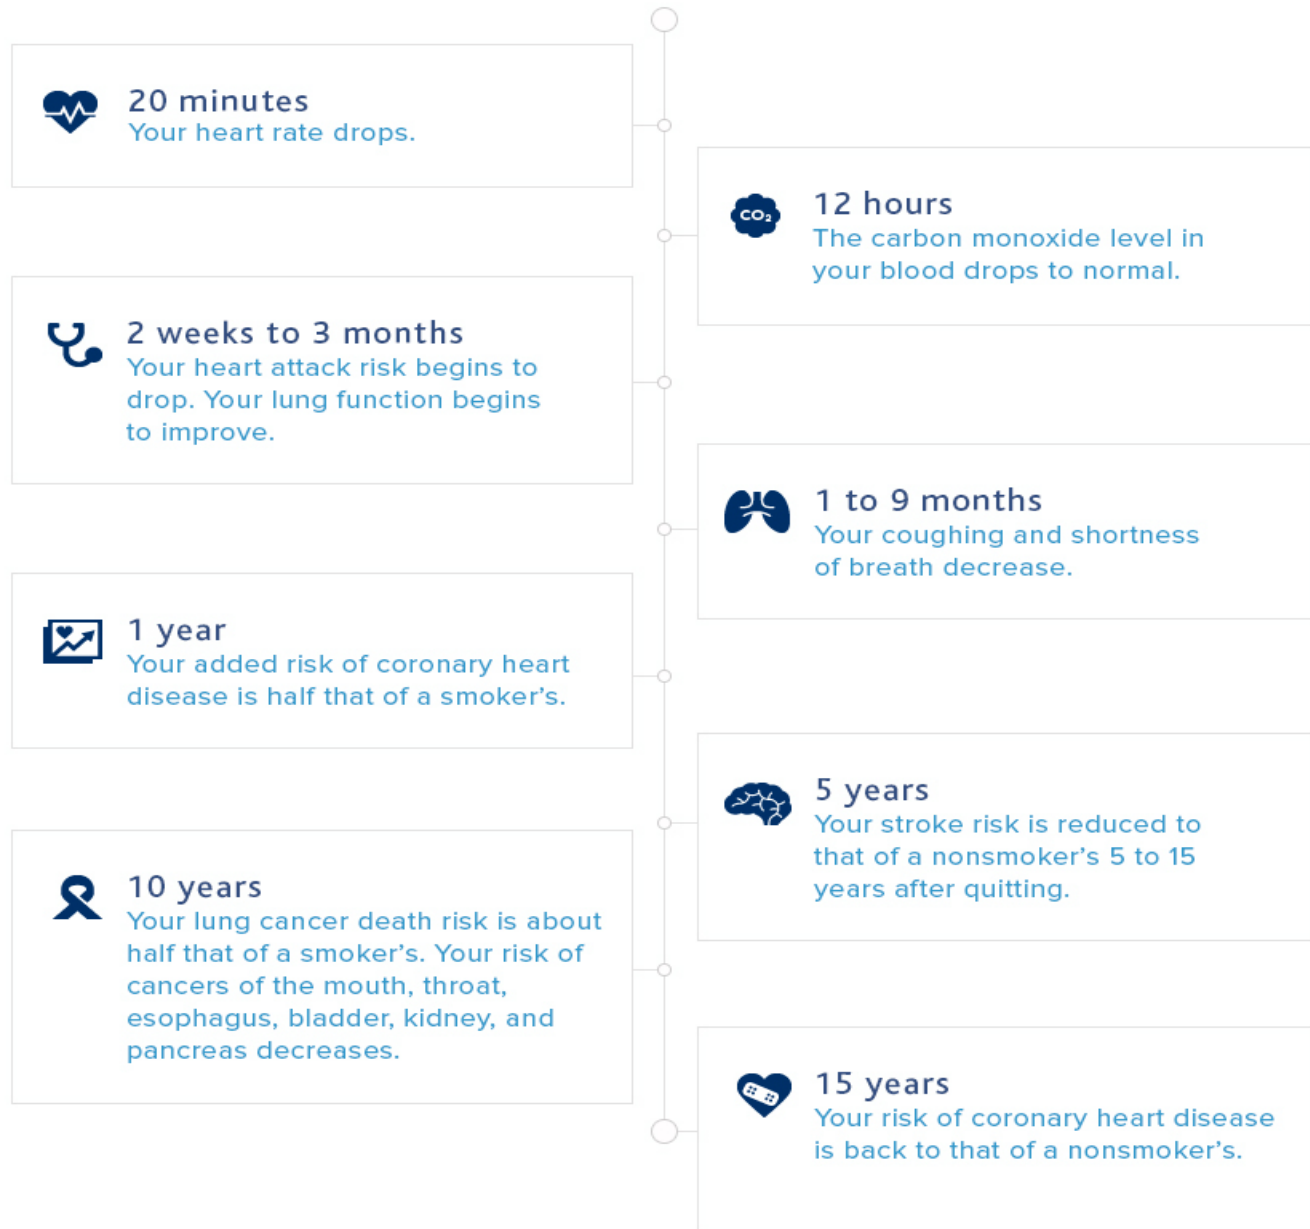 20 minutes
Your heart rate drops.
CO₂
12 hours
The carbon monoxide level in
your blood drops to normal.
2 weeks to 3 months
Your heart attack risk begins to
drop. Your lung function begins
to improve.
1 to 9 months
Your coughing and shortness
of breath decrease.
1 year
Your added risk of coronary heart
disease is half that of a smoker’s.
5 years
Your stroke risk is reduced to
that of a nonsmoker’s 5 to 15
years after quitting.
10 years
Your lung cancer death risk is about
half that of a smoker’s. Your risk of
cancers of the mouth, throat,
esophagus, bladder, kidney, and
pancreas decreases.
15 years
Your risk of coronary heart disease
is back to that of a nonsmoker’s.